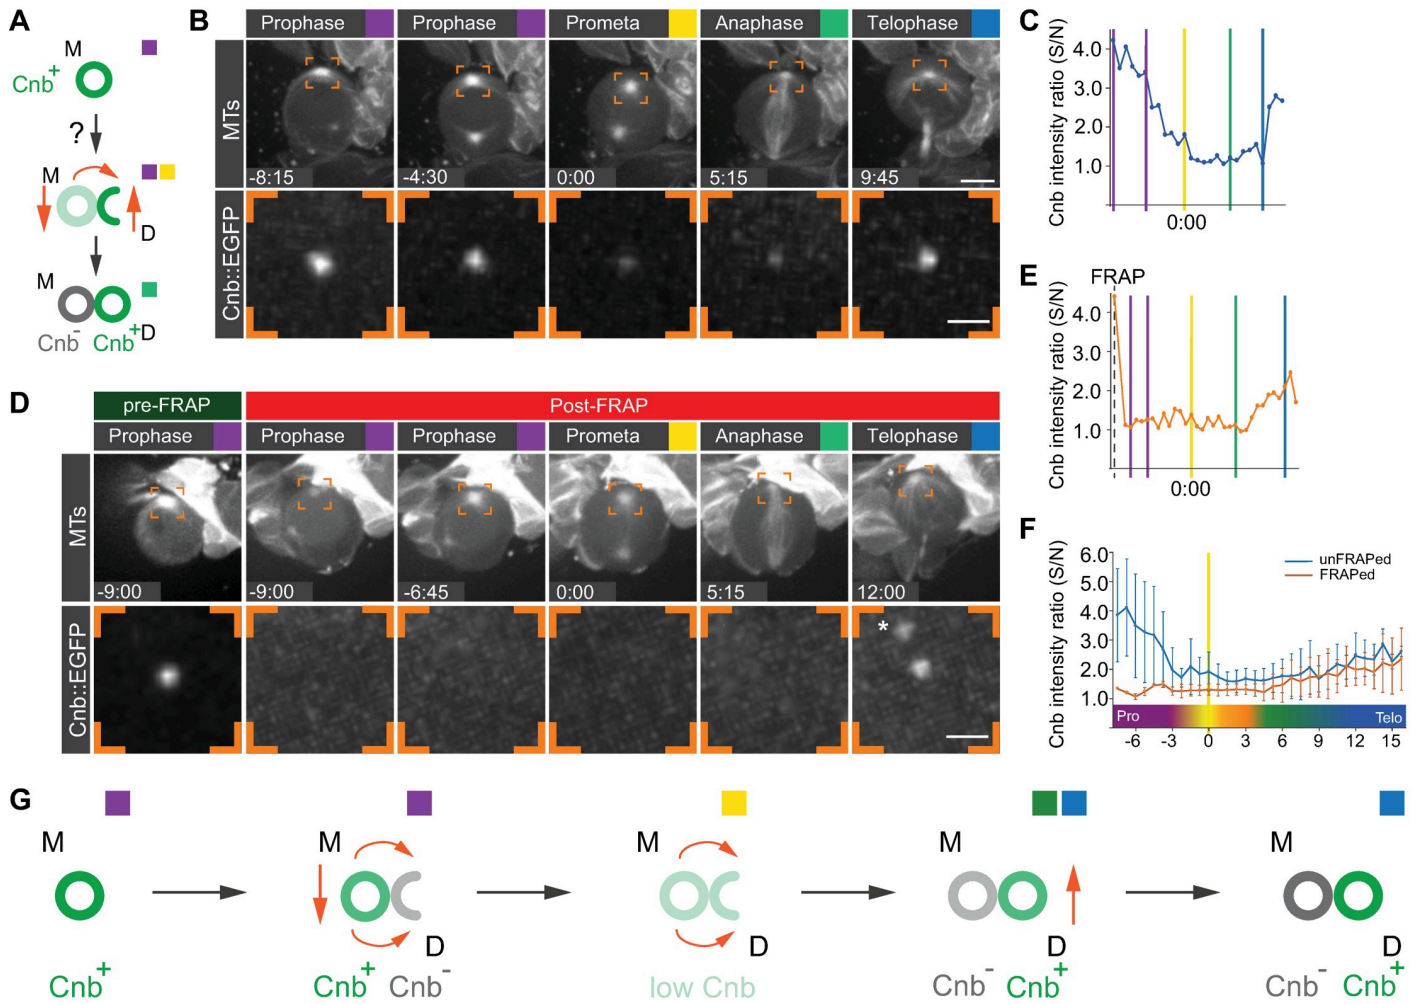 A
M
Cnb+
?
M
D
M
Cnb- Cnb+ D
B
Prophase Prophase Prometa Anaphase Telophase
MTs
-8:15 -4:30 0:00 5:15 9:45
Cnb::EGFP
C
Cnb intensity ratio (S/N)
4.0
3.0
2.0
1.0
0:00
E
FRAP
Cnb intensity ratio (S/N)
4.0
3.0
2.0
1.0
0:00
D
pre-FRAP Post-FRAP
Prophase Prophase Prophase Prometa Anaphase Telophase
MTs
-9:00 -9:00 -6:45 0:00 5:15 12:00
Cnb::EGFP
*
F
Cnb intensity ratio (S/N)
6.0
5.0
4.0
3.0
2.0
1.0
unFRAPed
FRAPed
Pro Telo
-6 -3 0 3 6 9 12 15
G
M M M M M
D D D D
Cnb+ Cnb+ Cnb- low Cnb Cnb- Cnb+ Cnb- Cnb+